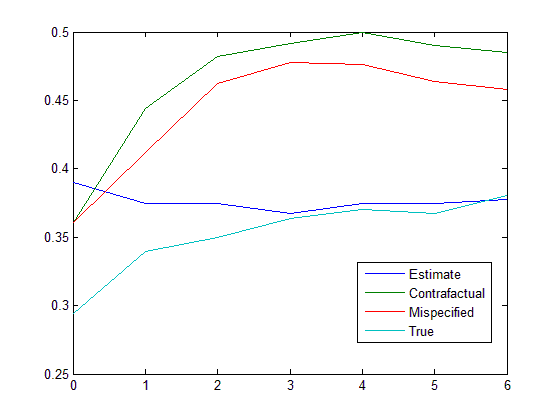 0.5
0.45
0.4
0.35
0.3
0.25
0 1 2 3 4 5 6
Estimate
Contrafactual
Mispecified
True